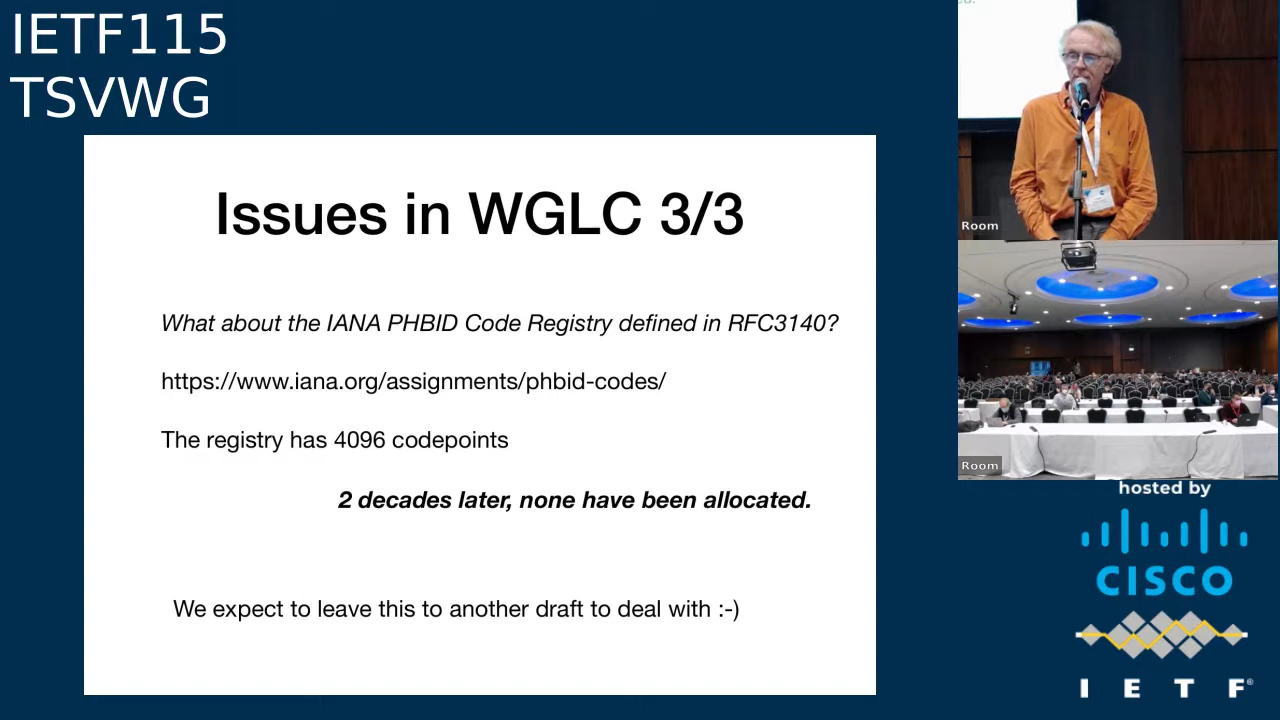 IETF115
TSVWG
Issues in WGLC 3/3
What about the IANA PHBID Code Registry defined in RFC3140?
https://www.iana.org/assignments/phbid-codes/
The registry has 4096 codepoints
2 decades later, none have been allocated.
We expect to leave this to another draft to deal with :-)
Room
Room
hosted by
CISCO
I E T F®